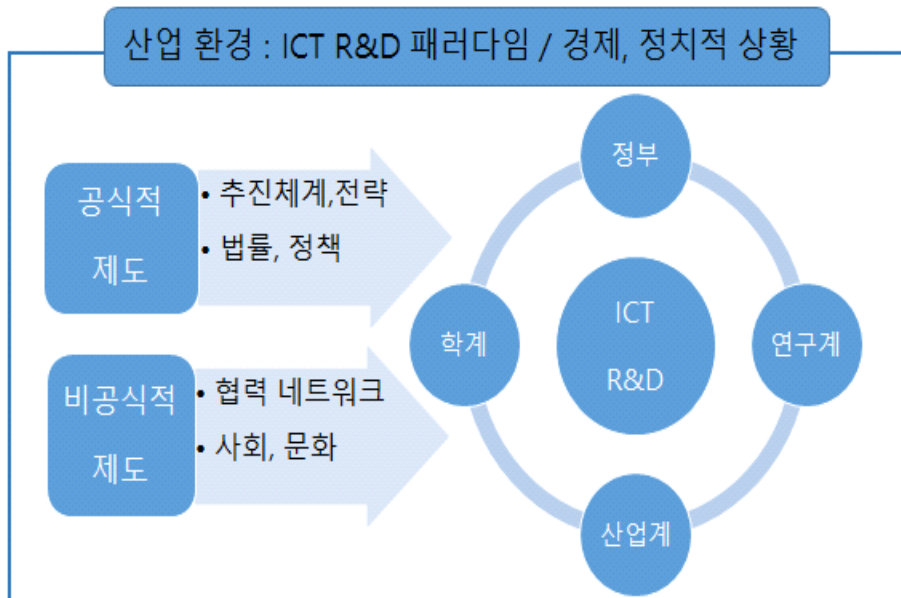 산업 환경 : ICT R&D 패러다임 / 경제, 정치적 상황
공식적
제도
• 추진체계,전략
• 법률, 정책
비공식적
제도
• 협력 네트워크
• 사회, 문화
정부
학계
ICT
R&D
연구계
산업계